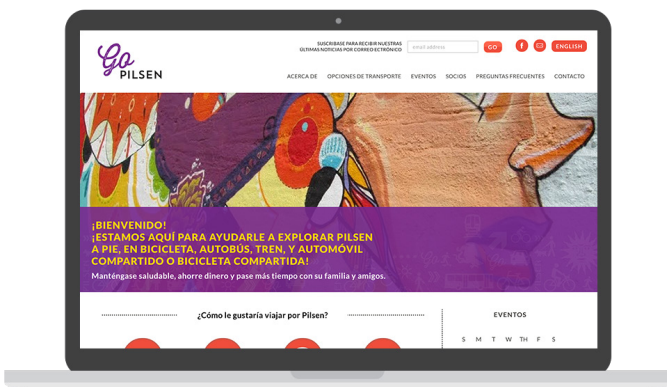 SUSCRIBASE PARA RECIBIR NUESTRAS
ÚLTIMAS NOTICIAS POR CORREO ECTRÓNICO
email address
GO
f
ENGLISH
Go
PILSEN
ACERCA DE OPCIONES DE TRANSPORTE EVENTOS SOCIOS PREGUNTAS FRECUENTES CONTACTO
¡BIENVENIDO!
¡ESTAMOS AQUÍ PARA AYUDARLE A EXPLORAR PILSEN
A PIE, EN BICICLETA, AUTOBÚS, TREN, Y AUTOMÓVIL
COMPARTIDO O BICICLETA COMPARTIDA!
Manténgase saludable, ahorre dinero y pase más tiempo con su familia y amigos.
¿Cómo le gustaría viajar por Pilsen?
EVENTOS
S M T W TH F S